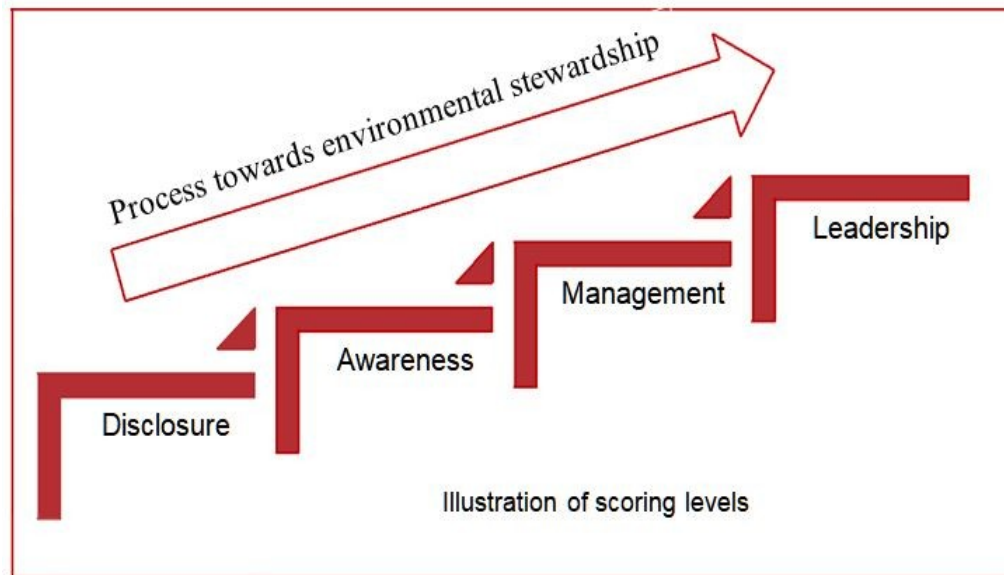 Process towards environmental stewardship
Leadership
Management
Awareness
Disclosure
Illustration of scoring levels